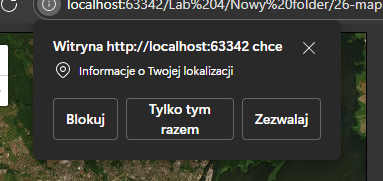 localhost:63342/Lab%204/Nowy%20folder/26-map
Witryna http://localhost:63342 chce
Informacje o Twojej lokalizacji
Blokuj
Tylko tym
razem
Zezwalaj